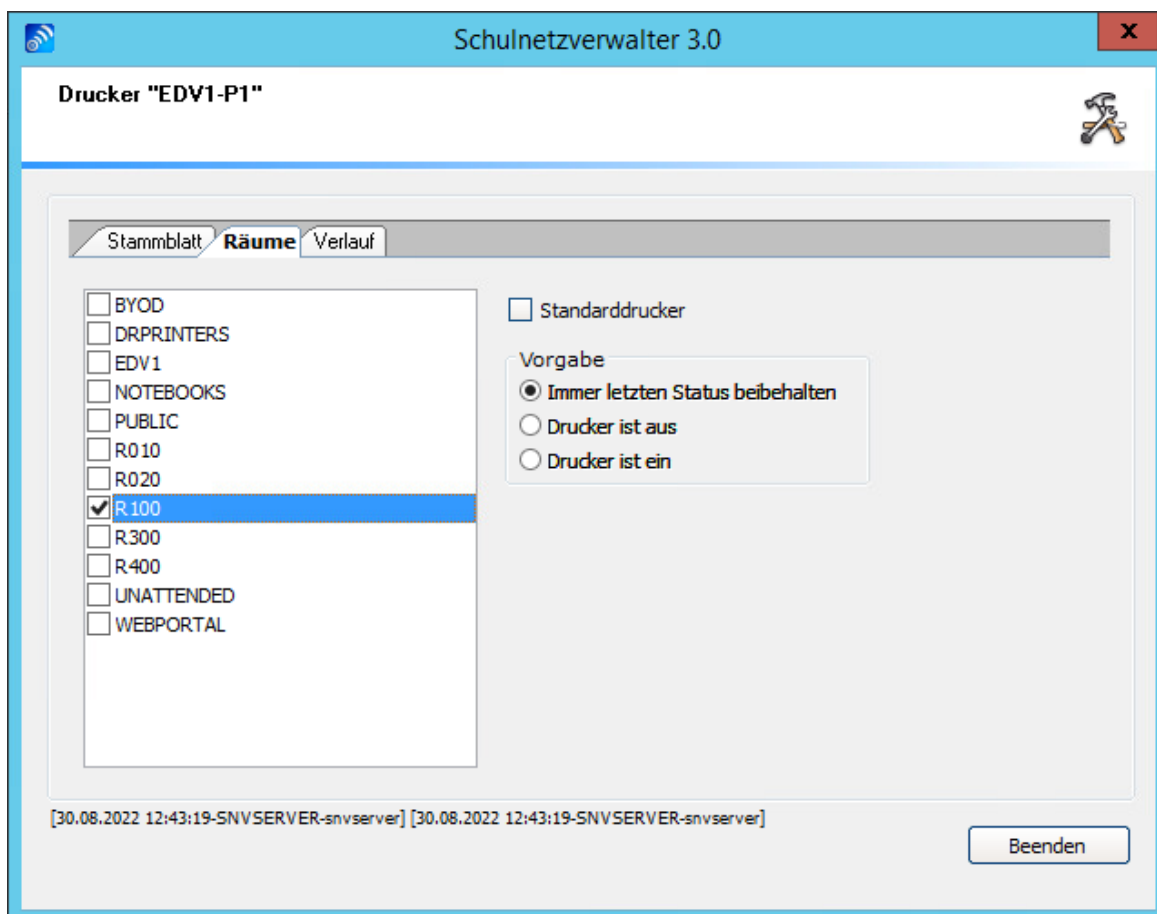 Schulnetzverwalter 3.0
x
Drucker "EDV1-P1"
Stammblatt Räume Verlauf
BYOD
DRPRINTERS
EDV1
NOTEBOOKS
PUBLIC
R010
R020
R100
R300
R400
UNATTENDED
WEBPORTAL
Standarddrucker
Vorgabe
Immer letzten Status beibehalten
Drucker ist aus
Drucker ist ein
[30.08.2022 12:43:19-SNVSERVER-snvserver] [30.08.2022 12:43:19-SNVSERVER-snvserver]
Beenden